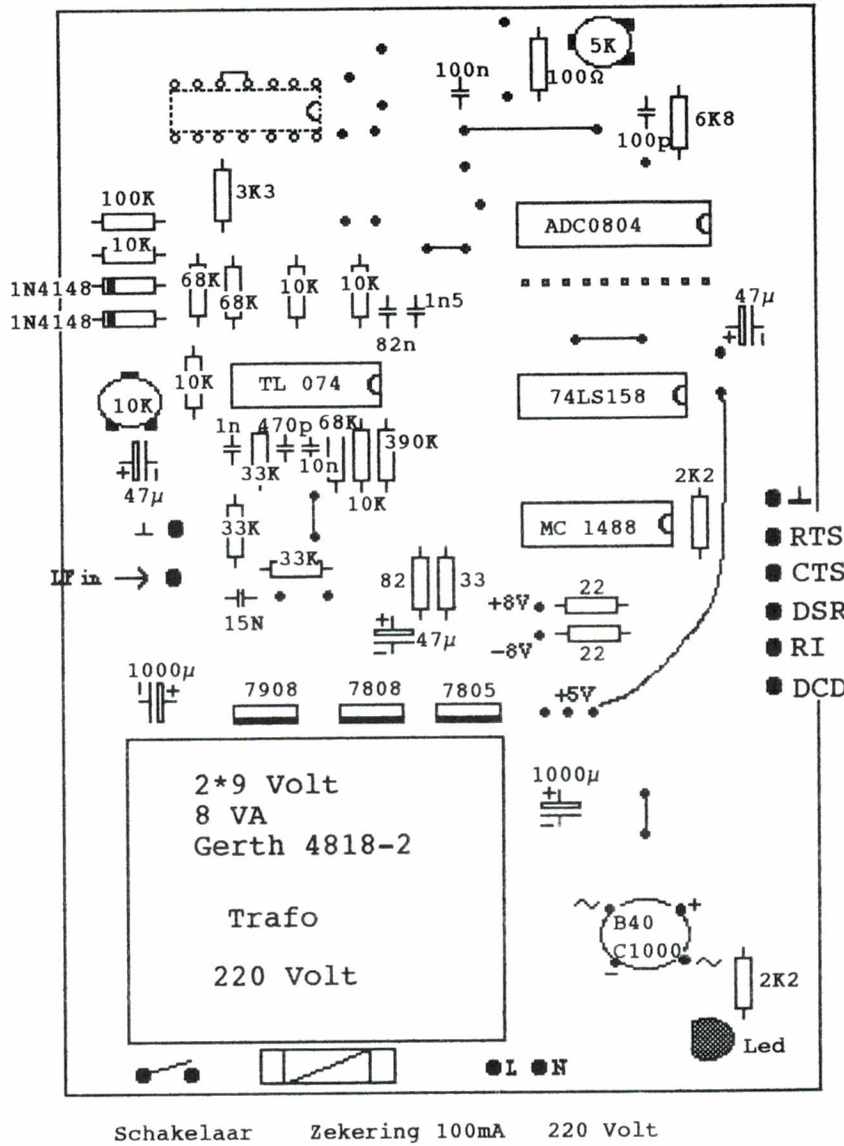 5K
100n
100Ω
6K8
100p
3K3
100K
ADC0804
10K
1N4148
68K
68K
10K
10K
1n5
47µ
+
1N4148
82n
10K
TL 074
74LS158
10K
1n
470p
68K
390K
33K
10n
+
47µ
10K
2K2
⊥
⊥
33K
MC 1488
RTS
LF in
33K
CTS
82
33
22
+8V
DSR
15N
+
47µ
-8V
22
RI
1000µ
+
7908
7808
7805
+5V
DCD
2*9 Volt
8 VA
Gerth 4818-2
1000µ
+
Trafo
~
+
B40
C1000
~
-
220 Volt
2K2
Led
L
N
Schakelaar
Zekering 100mA
220 Volt